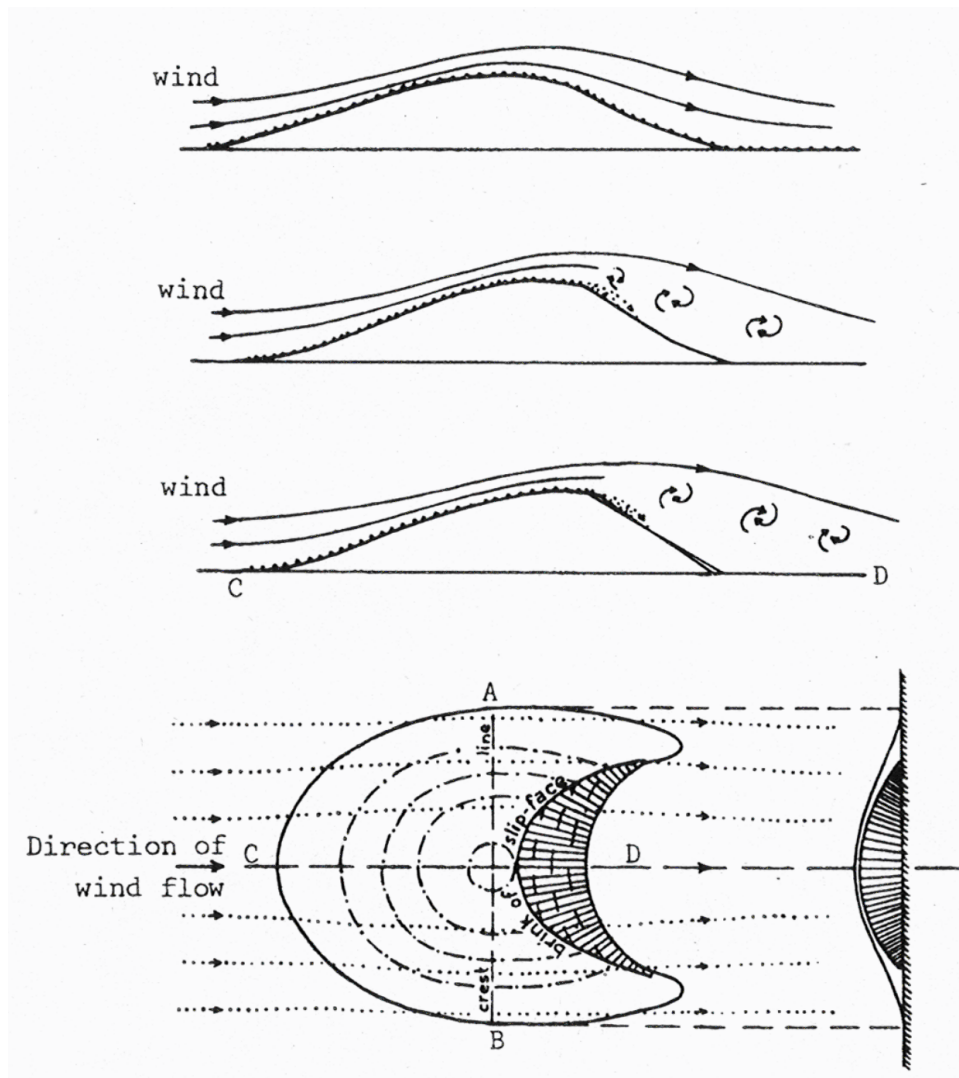 wind
wind
wind
C
D
A
line
brink of slip-face
Direction of
wind flow
C
D
crest
B